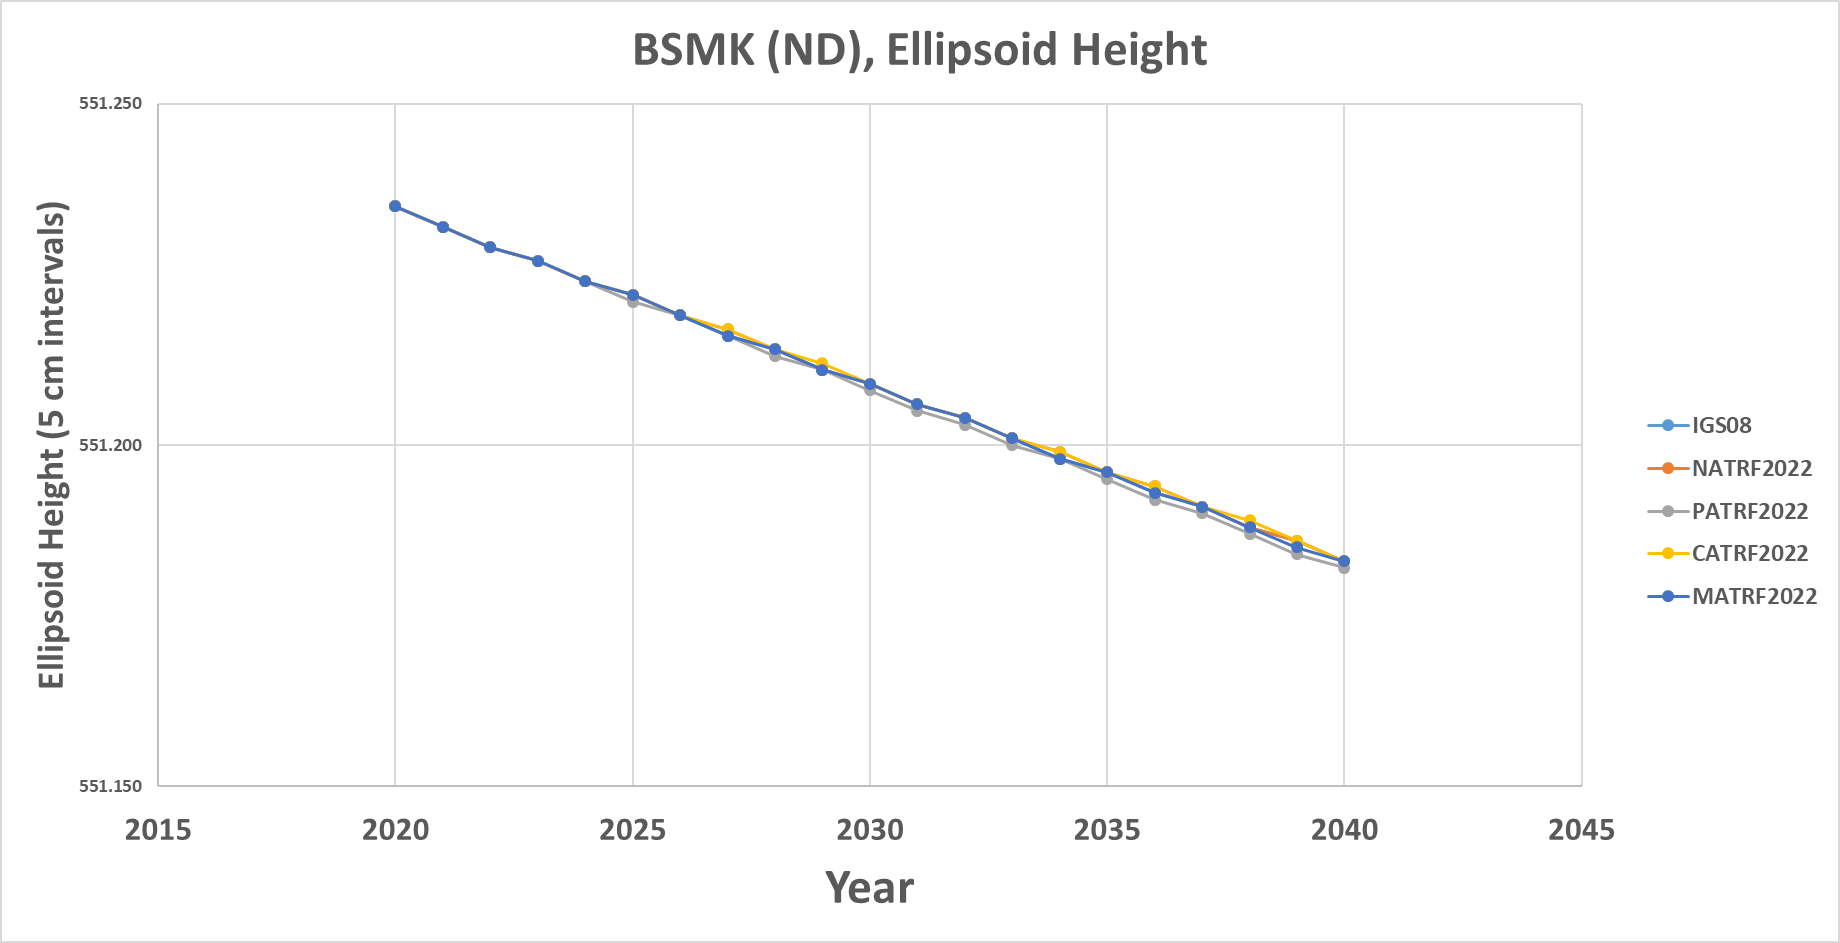 BSMK (ND), Ellipsoid Height
Ellipsoid Height (5 cm intervals)
551.250
551.200
551.150
2015 2020 2025 2030 2035 2040 2045
Year
IGS08
NATRF2022
PATRF2022
CATRF2022
MATRF2022